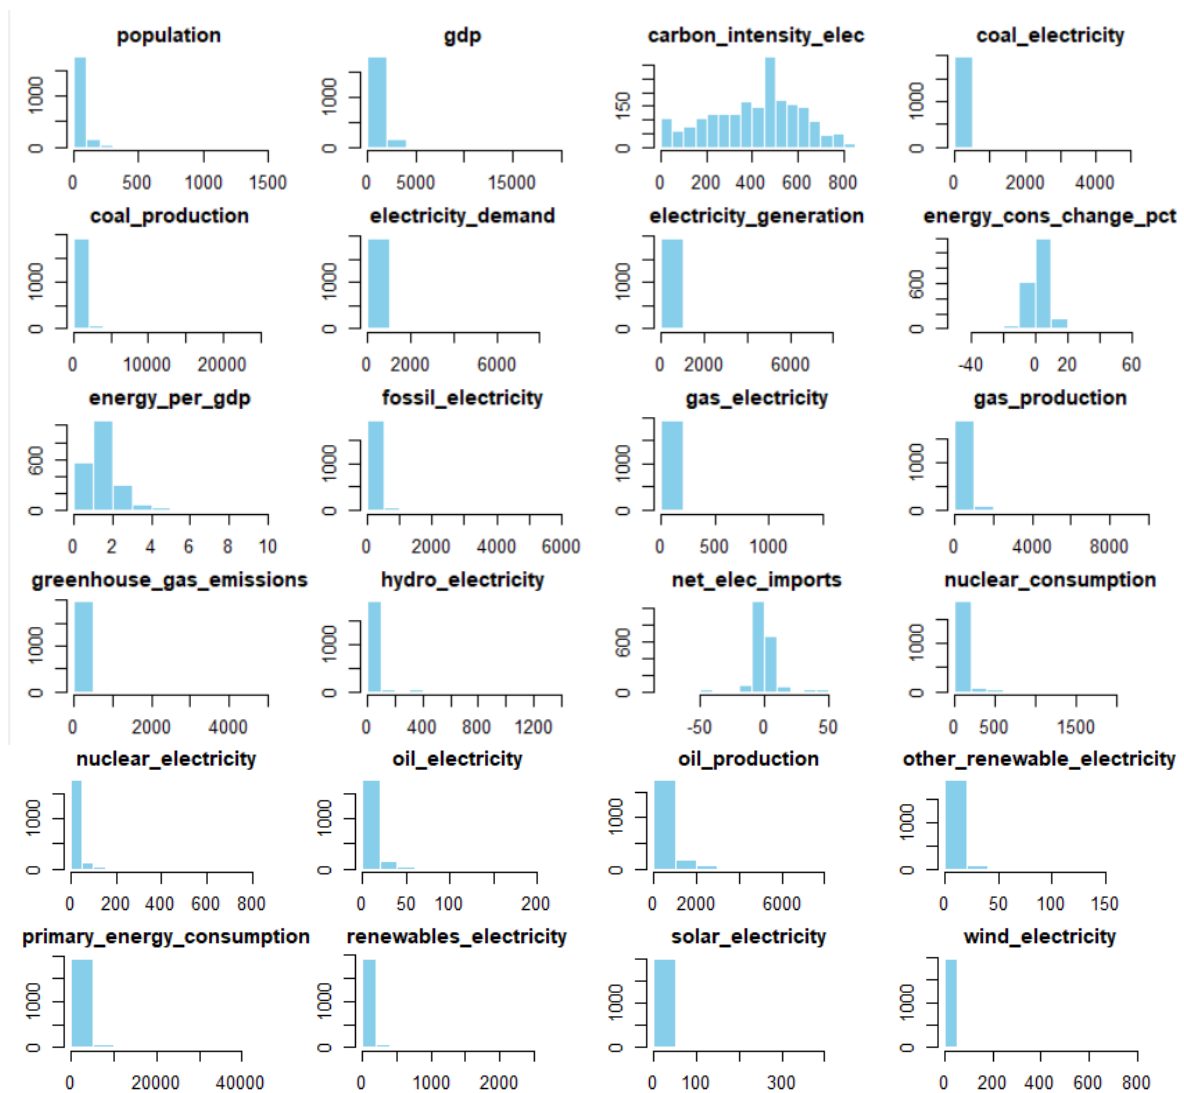 population gdp carbon_intensity_elec coal_electricity
0 1000 0 1000 0 150 0 1000
0 500 1000 1500 0 5000 15000 0 200 400 600 800 0 2000 4000
coal_production electricity_demand electricity_generation energy_cons_change_pct
0 1000 0 1000 0 1000 0 600
0 10000 20000 0 2000 6000 0 2000 6000 -40 0 20 60
energy_per_gdp fossil_electricity gas_electricity gas_production
0 600 0 1000 0 1000 0 1000
0 2 4 6 8 10 0 2000 4000 6000 0 500 1000 0 4000 8000
greenhouse_gas_emissions hydro_electricity net_elec_imports nuclear_consumption
0 1000 0 1000 0 600 0 1000
0 2000 4000 0 400 800 1200 -50 0 50 0 500 1500
nuclear_electricity oil_electricity oil_production other_renewable_electricity
0 1000 0 1000 0 1000 0 1000
0 200 400 600 800 0 50 100 200 0 2000 6000 0 50 100 150
primary_energy_consumption renewables_electricity solar_electricity wind_electricity
0 1000 0 1000 0 1000 0 1000
0 20000 40000 0 1000 2000 0 100 300 0 200 400 600 800